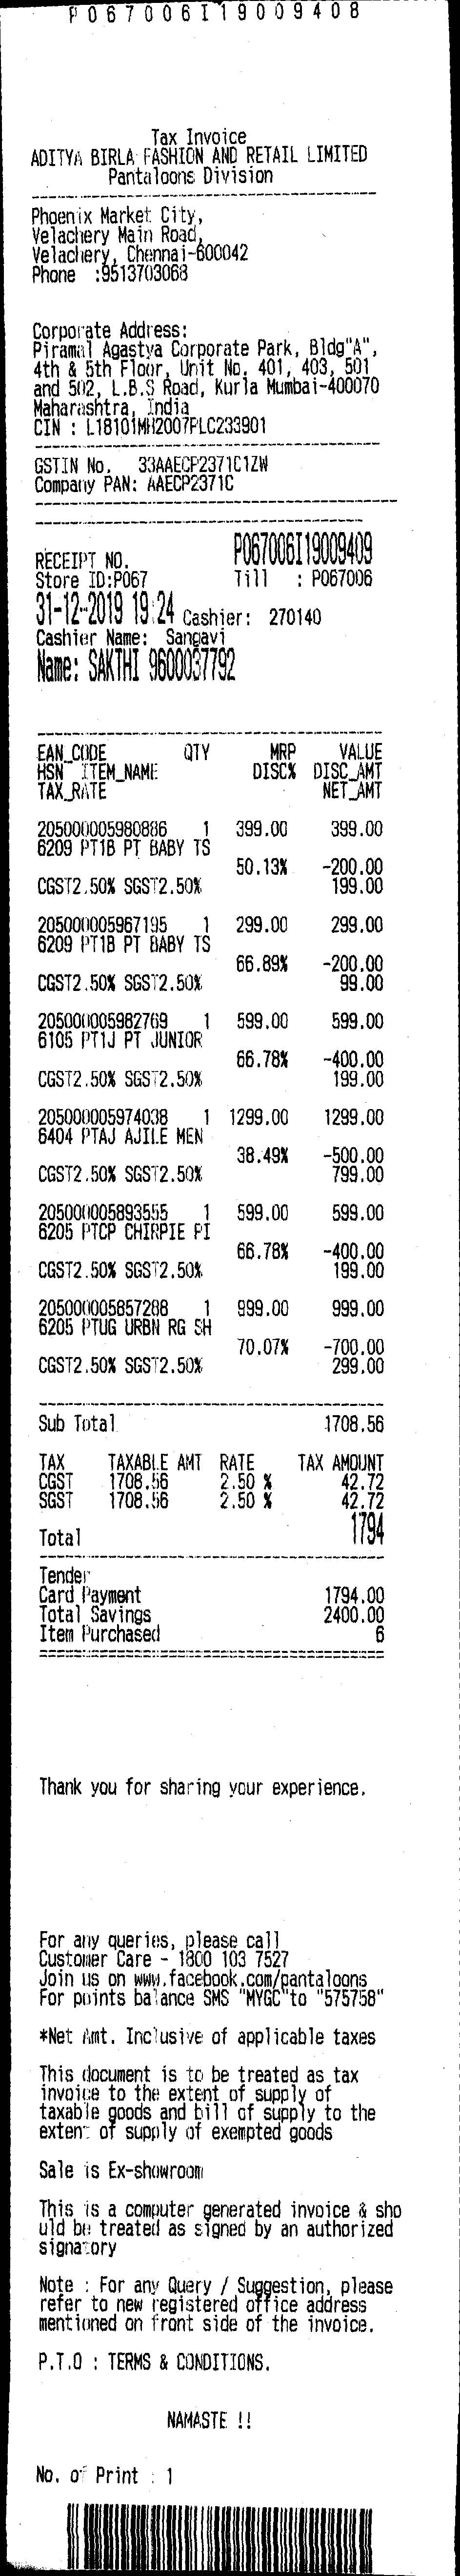 P067006I19009408
Tax Invoice
ADITYA BIRLA FASHION AND RETAIL LIMITED
Pantaloons Division
Phoenix Market City,
Velachery Main Road,
Velachery, Chennai-600042
Phone :9513703068
Corporate Address:
Piramal Agastya Corporate Park, Bldg"A",
4th & 5th Floor, Unit No. 401, 403, 501
and 502, L.B.S Road, Kurla Mumbai-400070
Maharashtra, India
CIN : L18101MH2007PLC233901
GSTIN No. 33AAECP2371C1ZW
Company PAN: AAECP2371C
RECEIPT NO. P067006I19009409
Store ID:P067 Till : P067006
31-12-2019 19:24 Cashier: 270140
Cashier Name: Sangavi
Name: SAKTHI 9600037792
EAN_CODE QTY MRP VALUE
HSN ITEM_NAME DISC% DISC_AMT
TAX_RATE NET_AMT
205000005980886 1 399.00 399.00
6209 PT1B PT BABY TS
50.13% -200.00
CGST2.50% SGST2.50% 199.00
205000005967195 1 299.00 299.00
6209 PT1B PT BABY TS
66.89% -200.00
CGST2.50% SGST2.50% 99.00
205000005982769 1 599.00 599.00
6105 PT1J PT JUNIOR
66.78% -400.00
CGST2.50% SGST2.50% 199.00
205000005974038 1 1299.00 1299.00
6404 PTAJ AJILE MEN
38.49% -500.00
CGST2.50% SGST2.50% 799.00
205000005893555 1 599.00 599.00
6205 PTCP CHIRPIE PI
66.78% -400.00
CGST2.50% SGST2.50% 199.00
205000005857288 1 999.00 999.00
6205 PTUG URBN RG SH
70.07% -700.00
CGST2.50% SGST2.50% 299.00
Sub Total 1708.56
TAX TAXABLE AMT RATE TAX AMOUNT
CGST 1708.56 2.50 % 42.72
SGST 1708.56 2.50 % 42.72
Total 1794
Tender
Card Payment 1794.00
Total Savings 2400.00
Item Purchased 6
Thank you for sharing your experience.
For any queries, please call
Customer Care - 1800 103 7527
Join us on www.facebook.com/pantaloons
For points balance SMS "MYGC"to "575758"
*Net Amt. Inclusive of applicable taxes
This document is to be treated as tax
invoice to the extent of supply of
taxable goods and bill of supply to the
extent of supply of exempted goods
Sale is Ex-showroom
This is a computer generated invoice & sho
uld be treated as signed by an authorized
signatory
Note : For any Query / Suggestion, please
refer to new registered office address
mentioned on front side of the invoice.
P.T.O : TERMS & CONDITIONS.
NAMASTE !!
No. of Print : 1